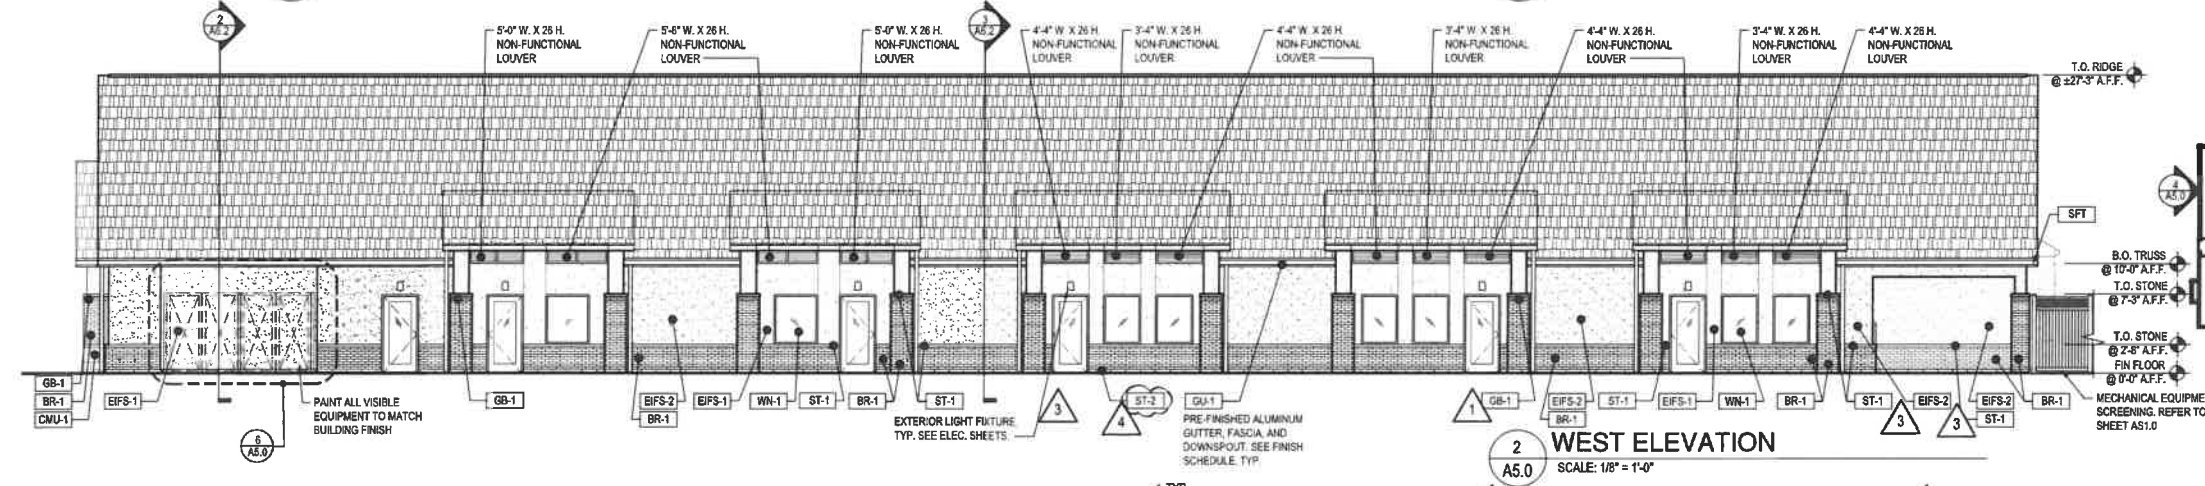 2
A6.2
3
A6.2
5'-0" W. X 26 H.
NON-FUNCTIONAL
LOUVER
5'-6" W. X 26 H.
NON-FUNCTIONAL
LOUVER
5'-0" W. X 26 H.
NON-FUNCTIONAL
LOUVER
4'-4" W. X 26 H.
NON-FUNCTIONAL
LOUVER
3'-4" W. X 26 H.
NON-FUNCTIONAL
LOUVER
4'-4" W. X 26 H.
NON-FUNCTIONAL
LOUVER
3'-4" W. X 26 H.
NON-FUNCTIONAL
LOUVER
4'-4" W. X 26 H.
NON-FUNCTIONAL
LOUVER
3'-4" W. X 26 H.
NON-FUNCTIONAL
LOUVER
4'-4" W. X 26 H.
NON-FUNCTIONAL
LOUVER
T.O. RIDGE
@ ±27'-3" A.F.F.
4
A5.0
SFT
B.O. TRUSS
@ 10'-0" A.F.F.
T.O. STONE
@ 7'-3" A.F.F.
T.O. STONE
@ 2'-8" A.F.F.
FIN FLOOR
@ 0'-0" A.F.F.
GB-1
BR-1
CMU-1
EIFS-1
PAINT ALL VISIBLE
EQUIPMENT TO MATCH
BUILDING FINISH
6
A5.0
GB-1
EIFS-2
BR-1
EIFS-1
WN-1
ST-1
BR-1
ST-1
EXTERIOR LIGHT FIXTURE,
TYP. SEE ELEC. SHEETS.
3
4
ST-2
GU-1
PRE-FINISHED ALUMINUM
GUTTER, FASCIA, AND
DOWNSPOUT. SEE FINISH
SCHEDULE. TYP.
1
GB-1
EIFS-2
BR-1
ST-1
EIFS-1
WN-1
BR-1
ST-1
EIFS-2
3
3
EIFS-2
ST-1
BR-1
MECHANICAL EQUIPME
SCREENING. REFER TO
SHEET AS1.0
2
A5.0
WEST ELEVATION
SCALE: 1/8" = 1'-0"